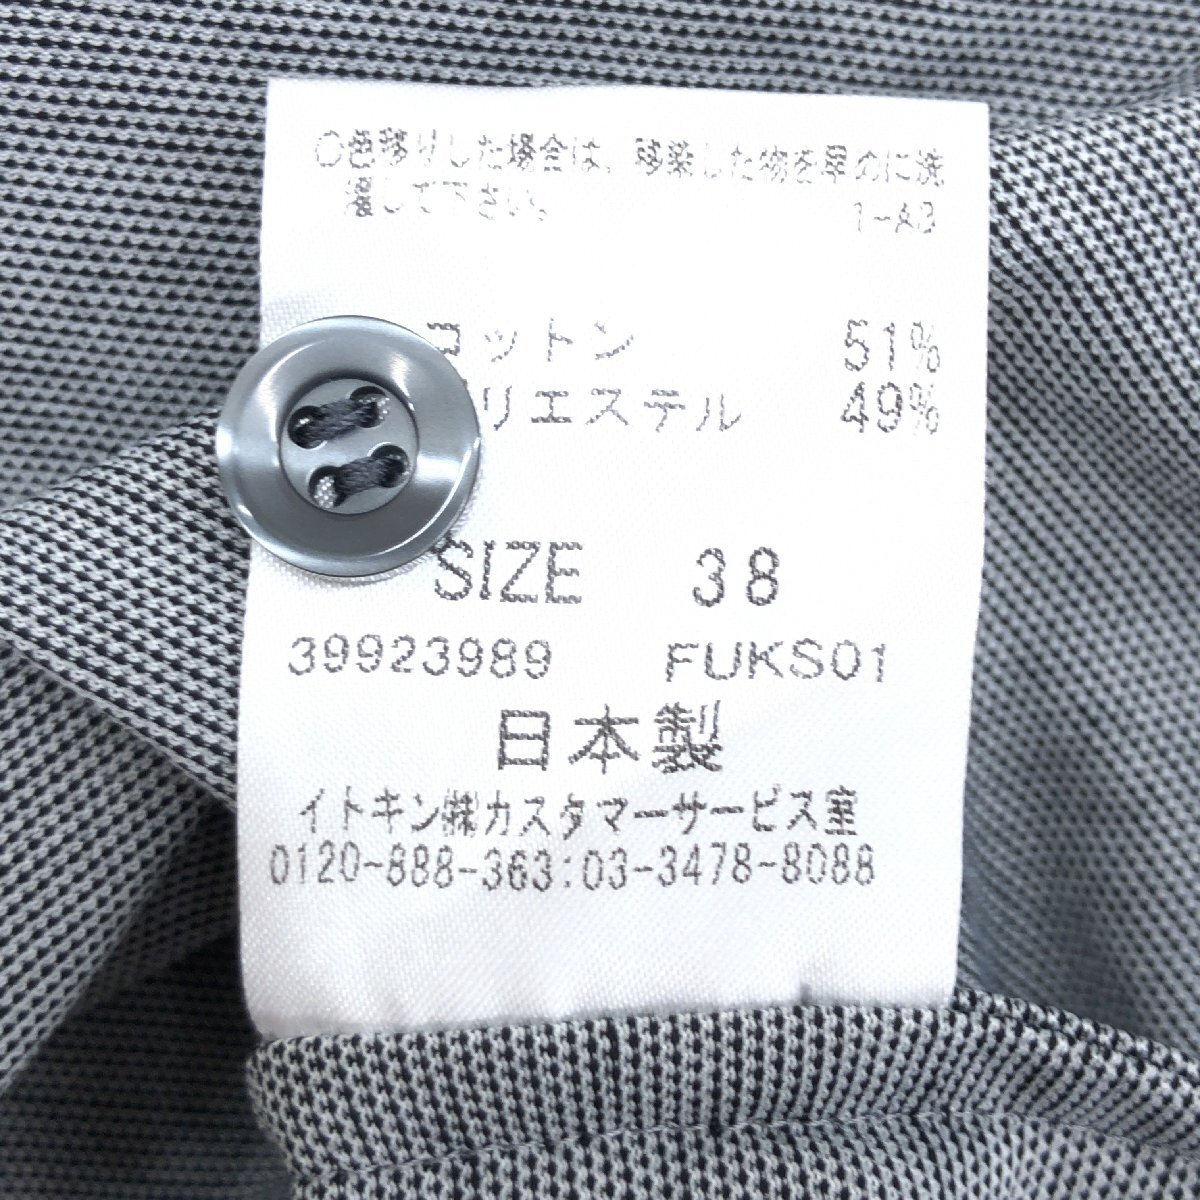 ○色移りした場合は、移染した物を早めに洗
濯して下さい。
1-A3
コットン 51%
リエステル 49%
SIZE 38
39923989 FUKS01
日本製
イトキン㈱カスタマーサービス室
0120-888-363:03-3478-8088